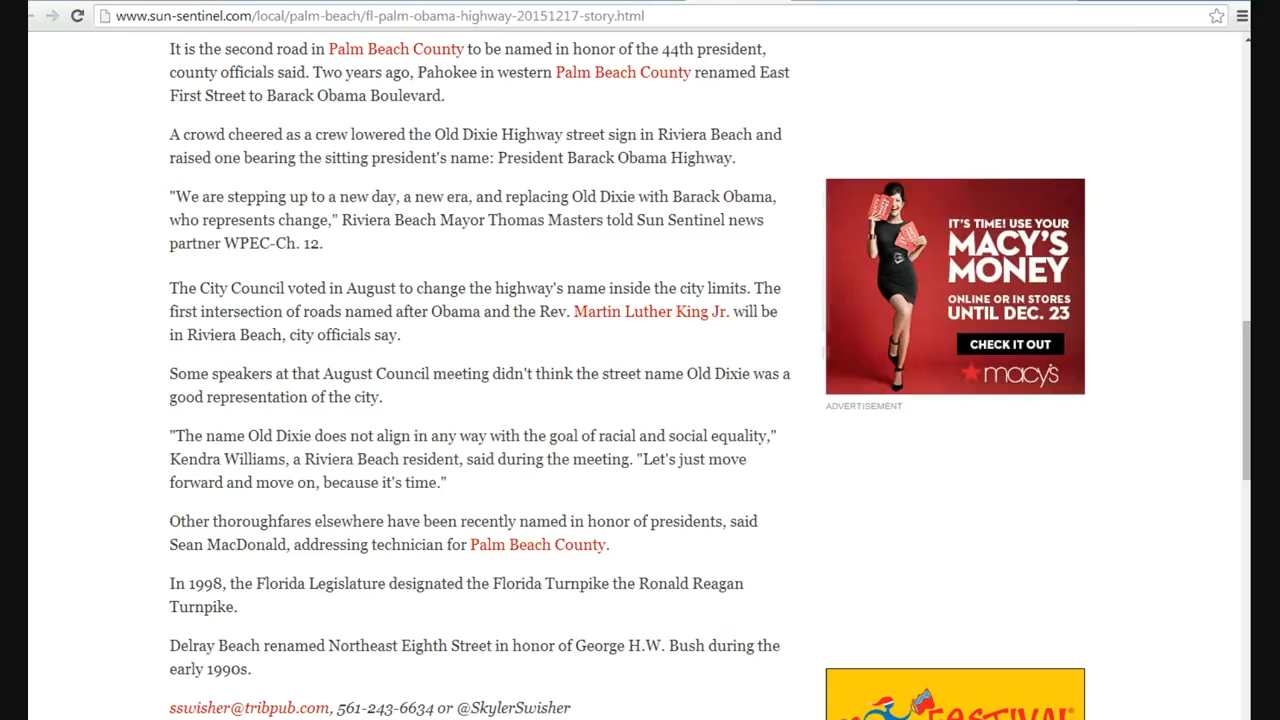 www.sun-sentinel.com/local/palm-beach/fl-palm-obama-highway-20151217-story.html
It is the second road in Palm Beach County to be named in honor of the 44th president,
county officials said. Two years ago, Pahokee in western Palm Beach County renamed East
First Street to Barack Obama Boulevard.
A crowd cheered as a crew lowered the Old Dixie Highway street sign in Riviera Beach and
raised one bearing the sitting president's name: President Barack Obama Highway.
"We are stepping up to a new day, a new era, and replacing Old Dixie with Barack Obama,
who represents change," Riviera Beach Mayor Thomas Masters told Sun Sentinel news
partner WPEC-Ch. 12.
The City Council voted in August to change the highway's name inside the city limits. The
first intersection of roads named after Obama and the Rev. Martin Luther King Jr. will be
in Riviera Beach, city officials say.
Some speakers at that August Council meeting didn't think the street name Old Dixie was a
good representation of the city.
"The name Old Dixie does not align in any way with the goal of racial and social equality,"
Kendra Williams, a Riviera Beach resident, said during the meeting. "Let's just move
forward and move on, because it's time."
Other thoroughfares elsewhere have been recently named in honor of presidents, said
Sean MacDonald, addressing technician for Palm Beach County.
In 1998, the Florida Legislature designated the Florida Turnpike the Ronald Reagan
Turnpike.
Delray Beach renamed Northeast Eighth Street in honor of George H.W. Bush during the
early 1990s.
sswisher@tribpub.com, 561-243-6634 or @SkylerSwisher
IT'S TIME! USE YOUR
MACY'S
MONEY
ONLINE OR IN STORES
UNTIL DEC. 23
CHECK IT OUT
macy's
ADVERTISEMENT
FESTIVAL